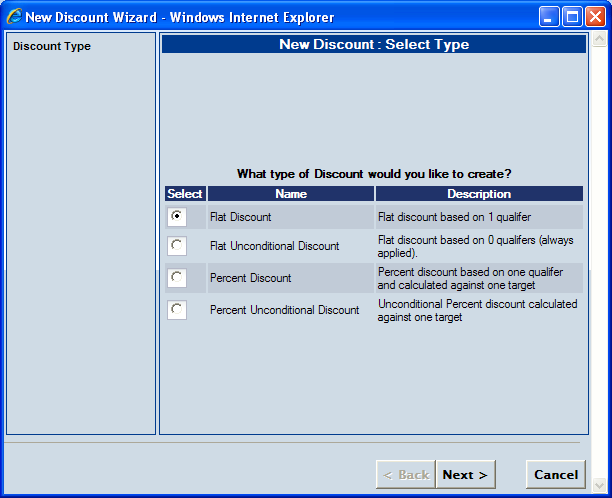 New Discount Wizard - Windows Internet Explorer
Discount Type
New Discount : Select Type
What type of Discount would you like to create?
Select Name Description
Flat Discount Flat discount based on 1 qualifer
Flat Unconditional Discount Flat discount based on 0 qualifers (always
applied).
Percent Discount Percent discount based on one qualifer
and calculated against one target
Percent Unconditional Discount Unconditional Percent discount calculated
against one target
< Back Next > Cancel